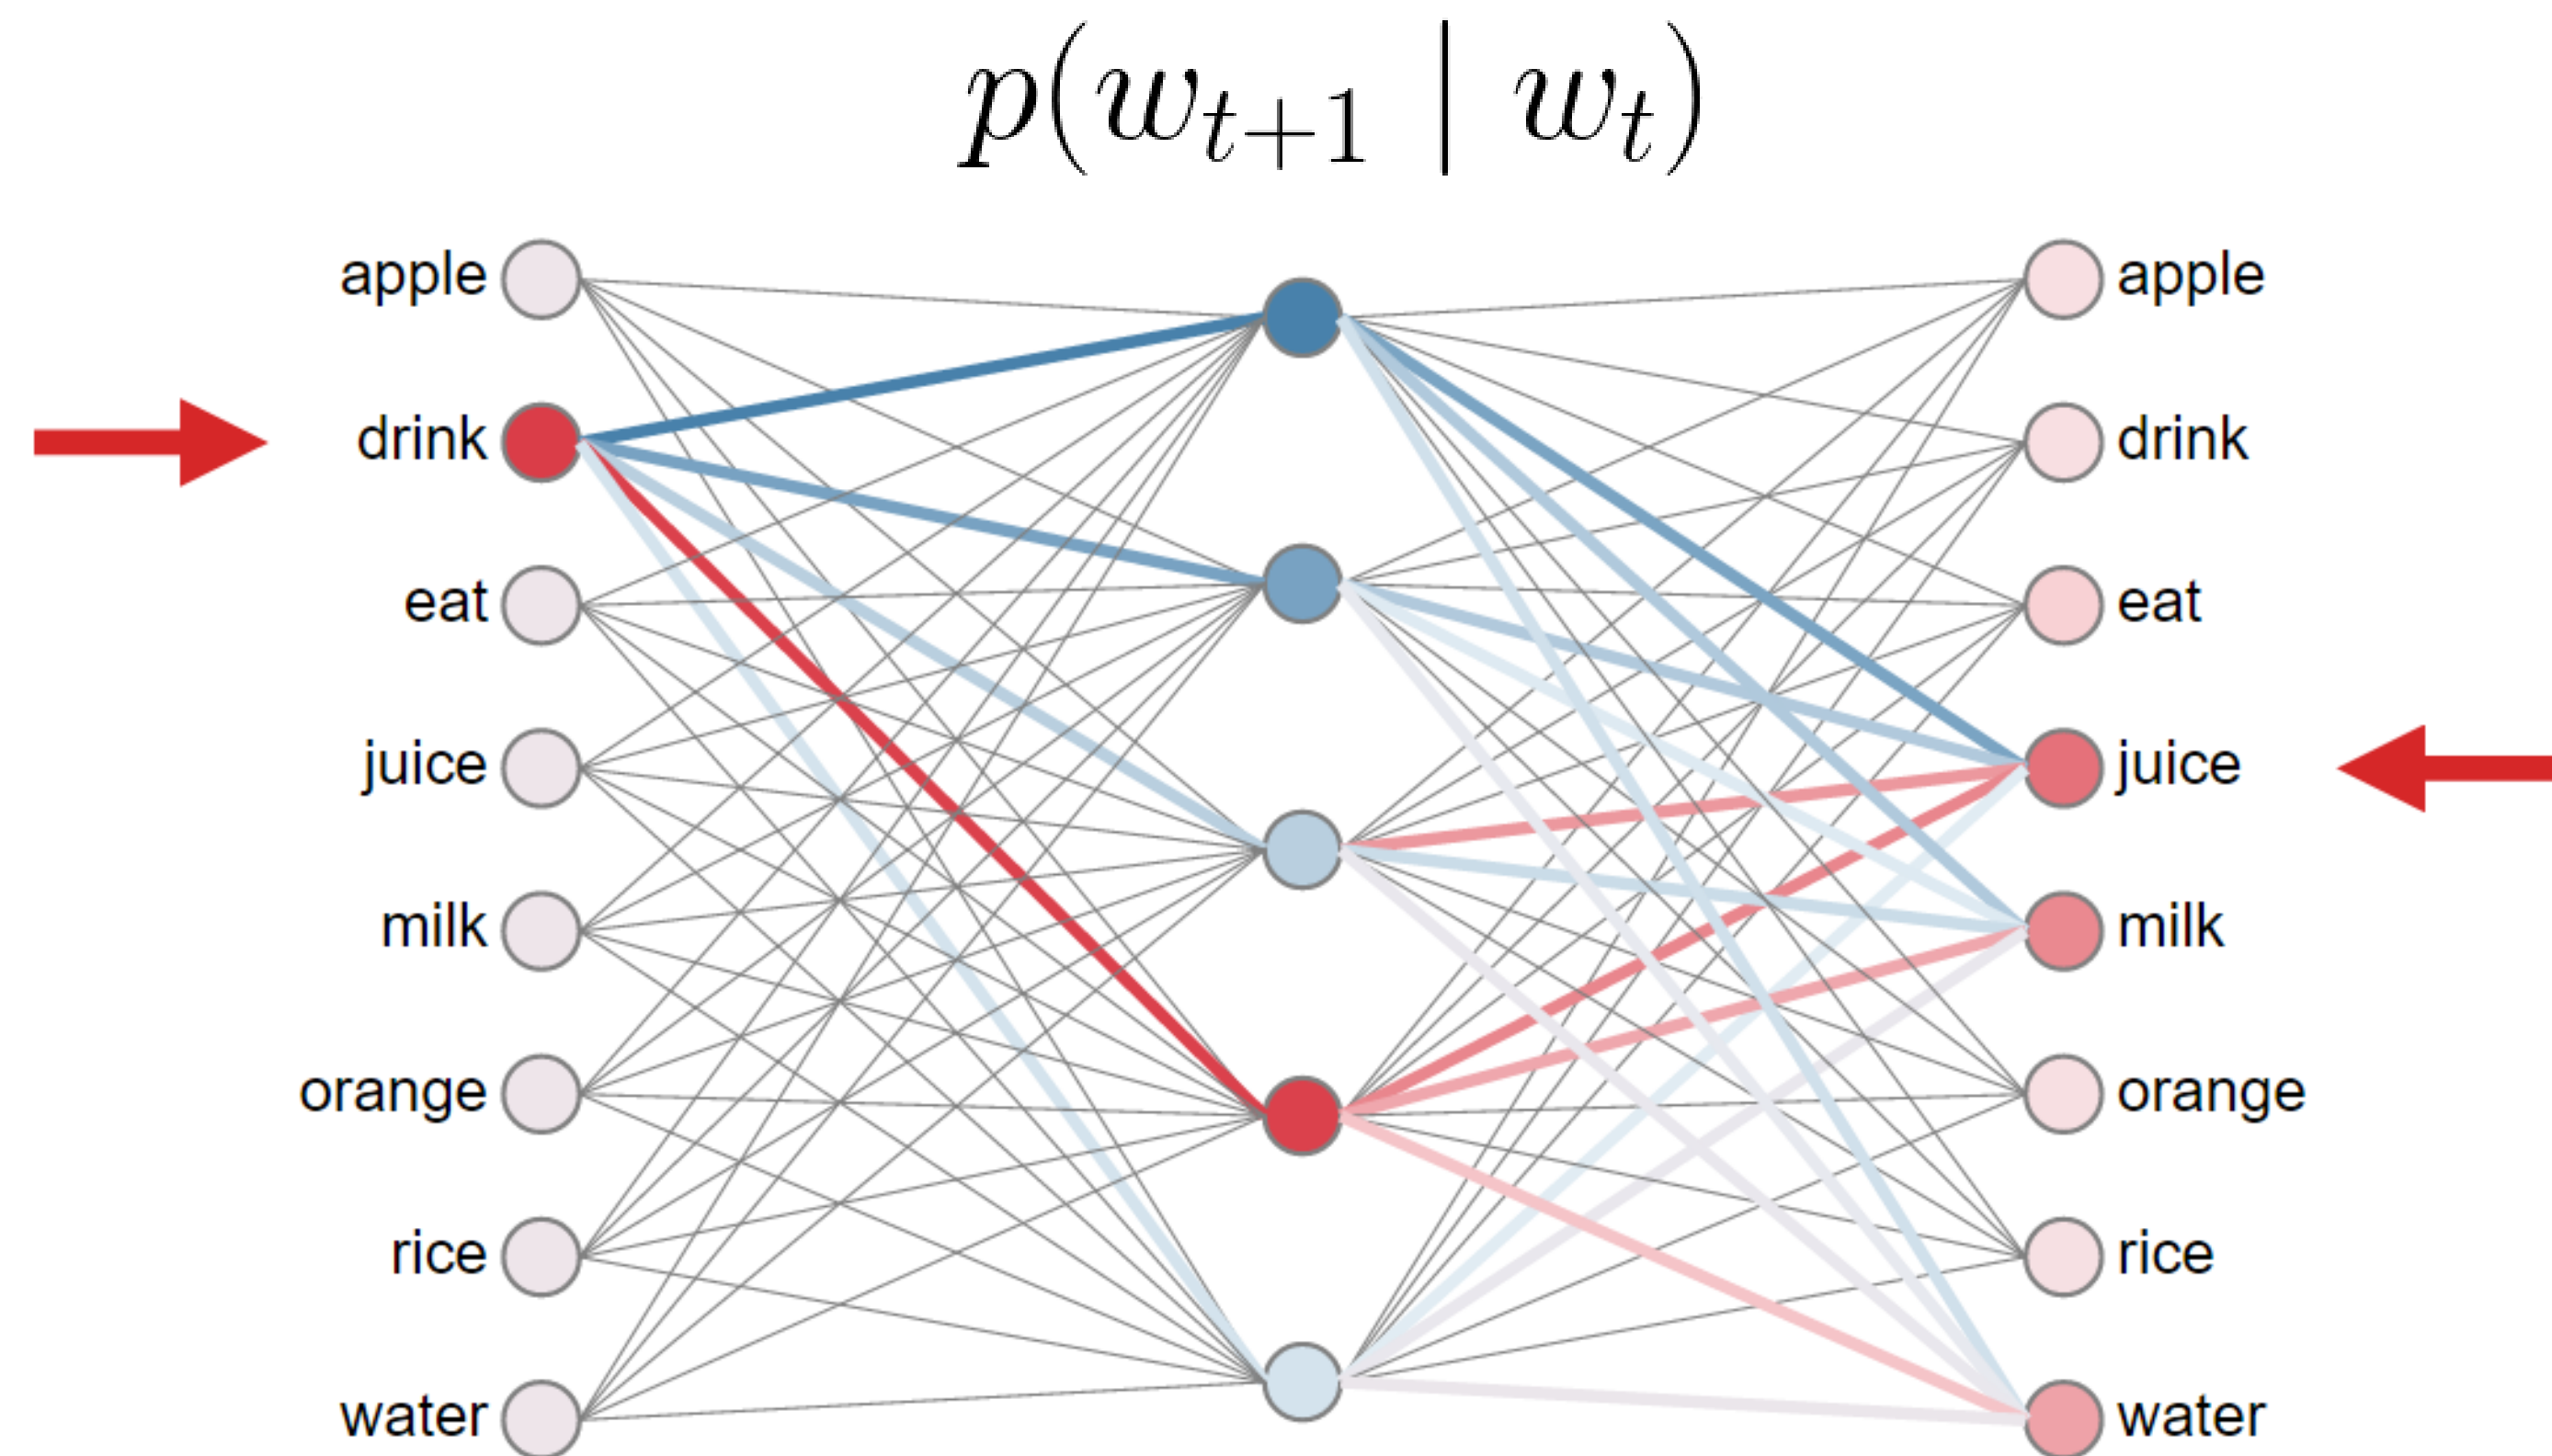 p(w_{t+1} | w_t)
apple apple
drink drink
eat eat
juice juice
milk milk
orange orange
rice rice
water water